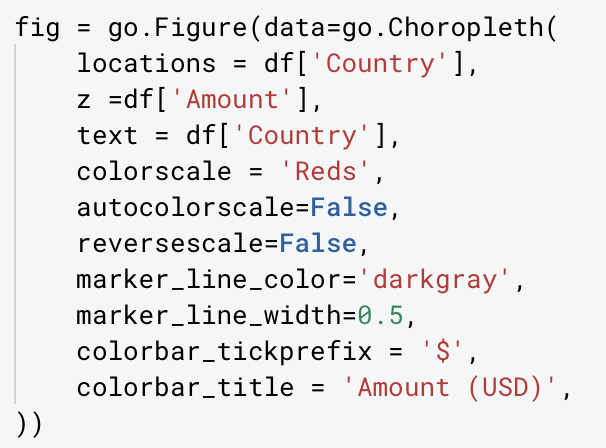 fig = go.Figure(data=go.Choropleth(
    locations = df['Country'],
    z =df['Amount'],
    text = df['Country'],
    colorscale = 'Reds',
    autocolorscale=False,
    reversescale=False,
    marker_line_color='darkgray',
    marker_line_width=0.5,
    colorbar_tickprefix = '$',
    colorbar_title = 'Amount (USD)',
))